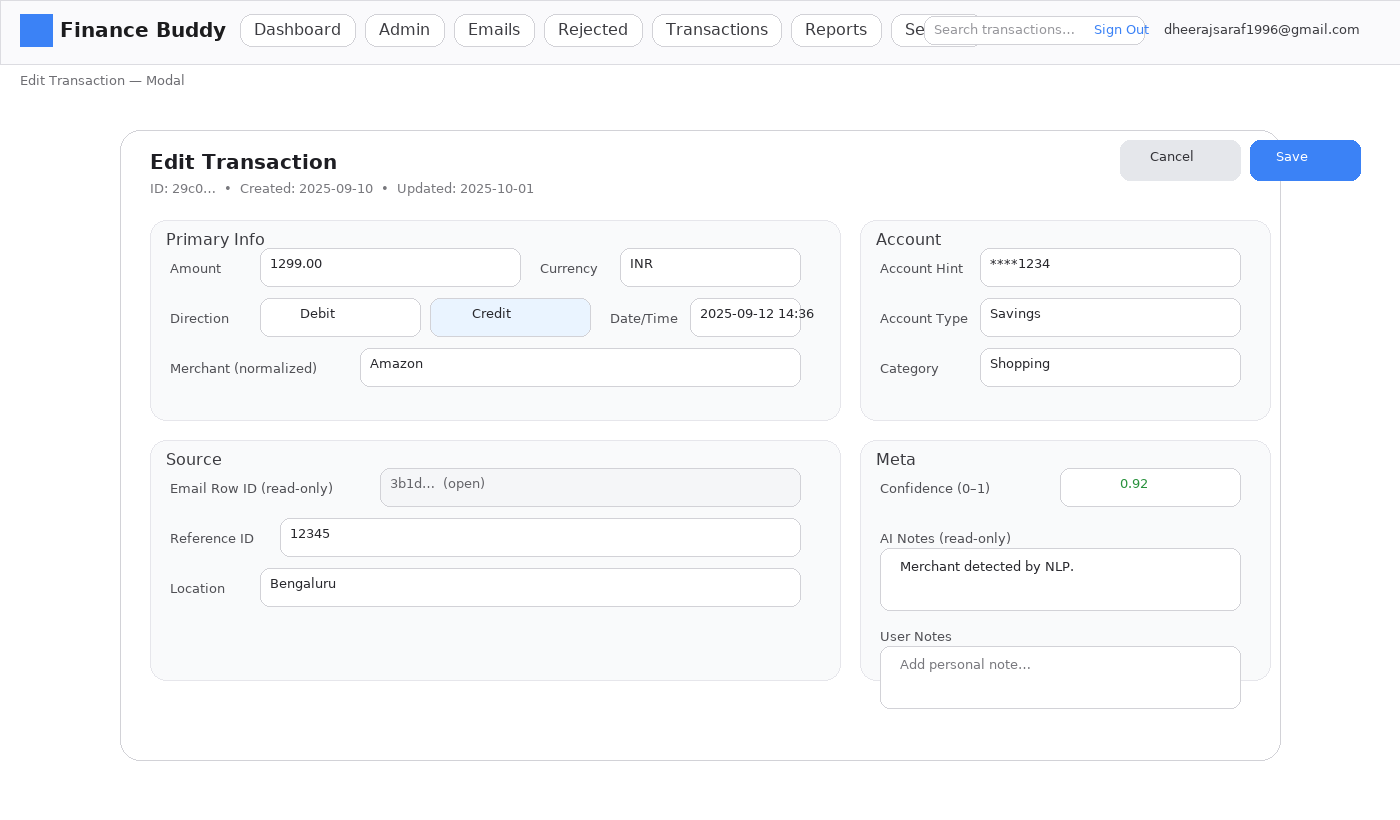 Finance Buddy Dashboard Admin Emails Rejected Transactions Reports Se Search transactions... Sign Out dheerajsaraf1996@gmail.com
Edit Transaction — Modal
Edit Transaction Cancel Save
ID: 29c0... • Created: 2025-09-10 • Updated: 2025-10-01
Primary Info
Amount 1299.00 Currency INR
Direction Debit Credit Date/Time 2025-09-12 14:36
Merchant (normalized) Amazon
Account
Account Hint ****1234
Account Type Savings
Category Shopping
Source
Email Row ID (read-only) 3b1d... (open)
Reference ID 12345
Location Bengaluru
Meta
Confidence (0–1) 0.92
AI Notes (read-only)
Merchant detected by NLP.
User Notes
Add personal note...